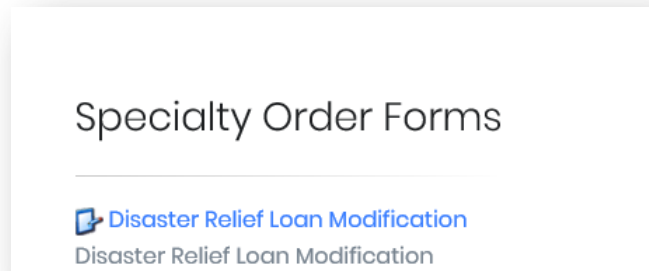 Specialty Order Forms
Disaster Relief Loan Modification
Disaster Relief Loan Modification